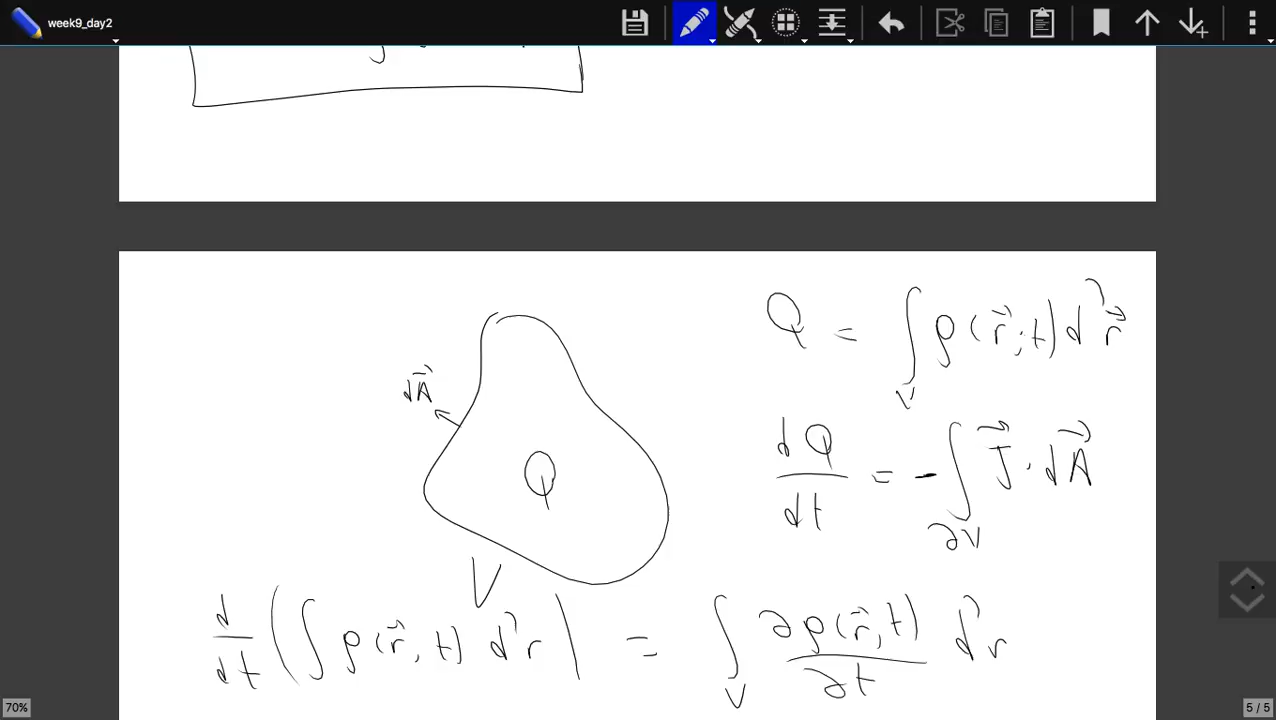 week9_day2
Q = ∫_V ρ(r⃗,t) d³r⃗
dA⃗
dQ/dt = -∫_∂V J⃗ · dA⃗
Q
V
d/dt (∫ ρ(r⃗,t) d³r) = ∫_V ∂ρ(r⃗,t)/∂t d³r
70%
5 / 5